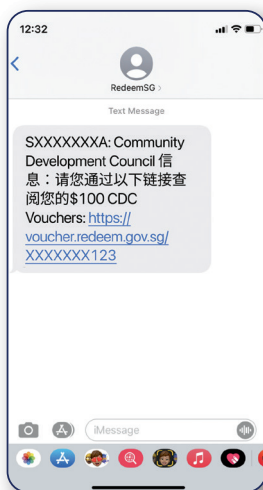 12:32
RedeemSG >
Text Message
SXXXXXXXA: Community
Development Council 信
息：请您通过以下链接查
阅您的$100 CDC
Vouchers: https://
voucher.redeem.gov.sg/
XXXXXXX123
iMessage